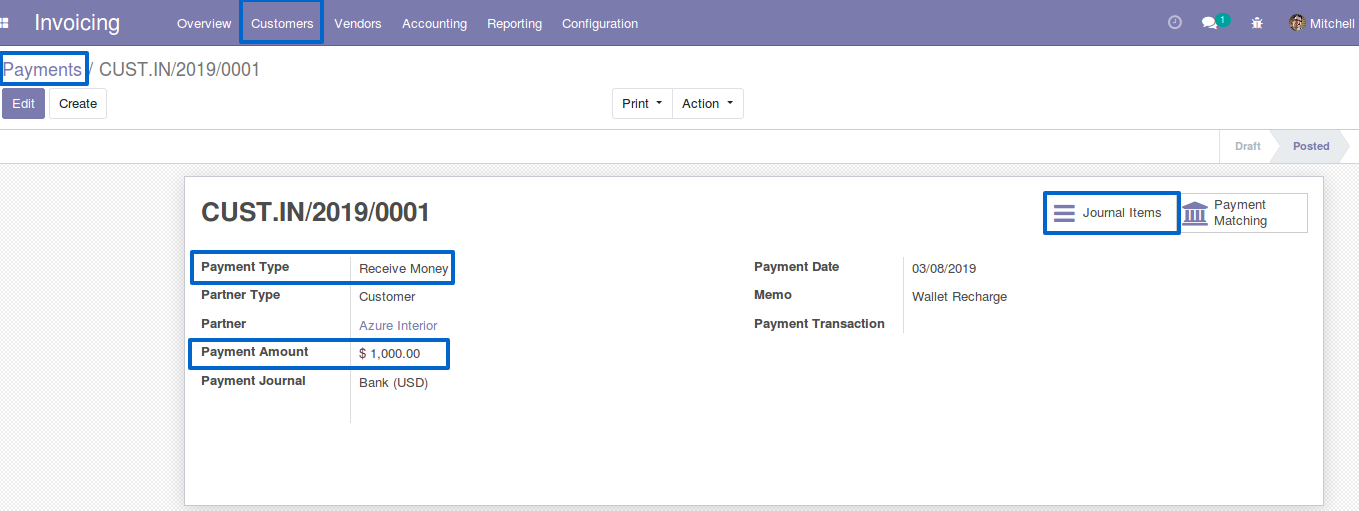 Invoicing Overview Customers Vendors Accounting Reporting Configuration 1 Mitchell
Payments / CUST.IN/2019/0001
Edit Create Print Action
Draft Posted
CUST.IN/2019/0001
Journal Items
Payment
Matching
Payment Type Receive Money
Partner Type Customer
Partner Azure Interior
Payment Amount $ 1,000.00
Payment Journal Bank (USD)
Payment Date 03/08/2019
Memo Wallet Recharge
Payment Transaction